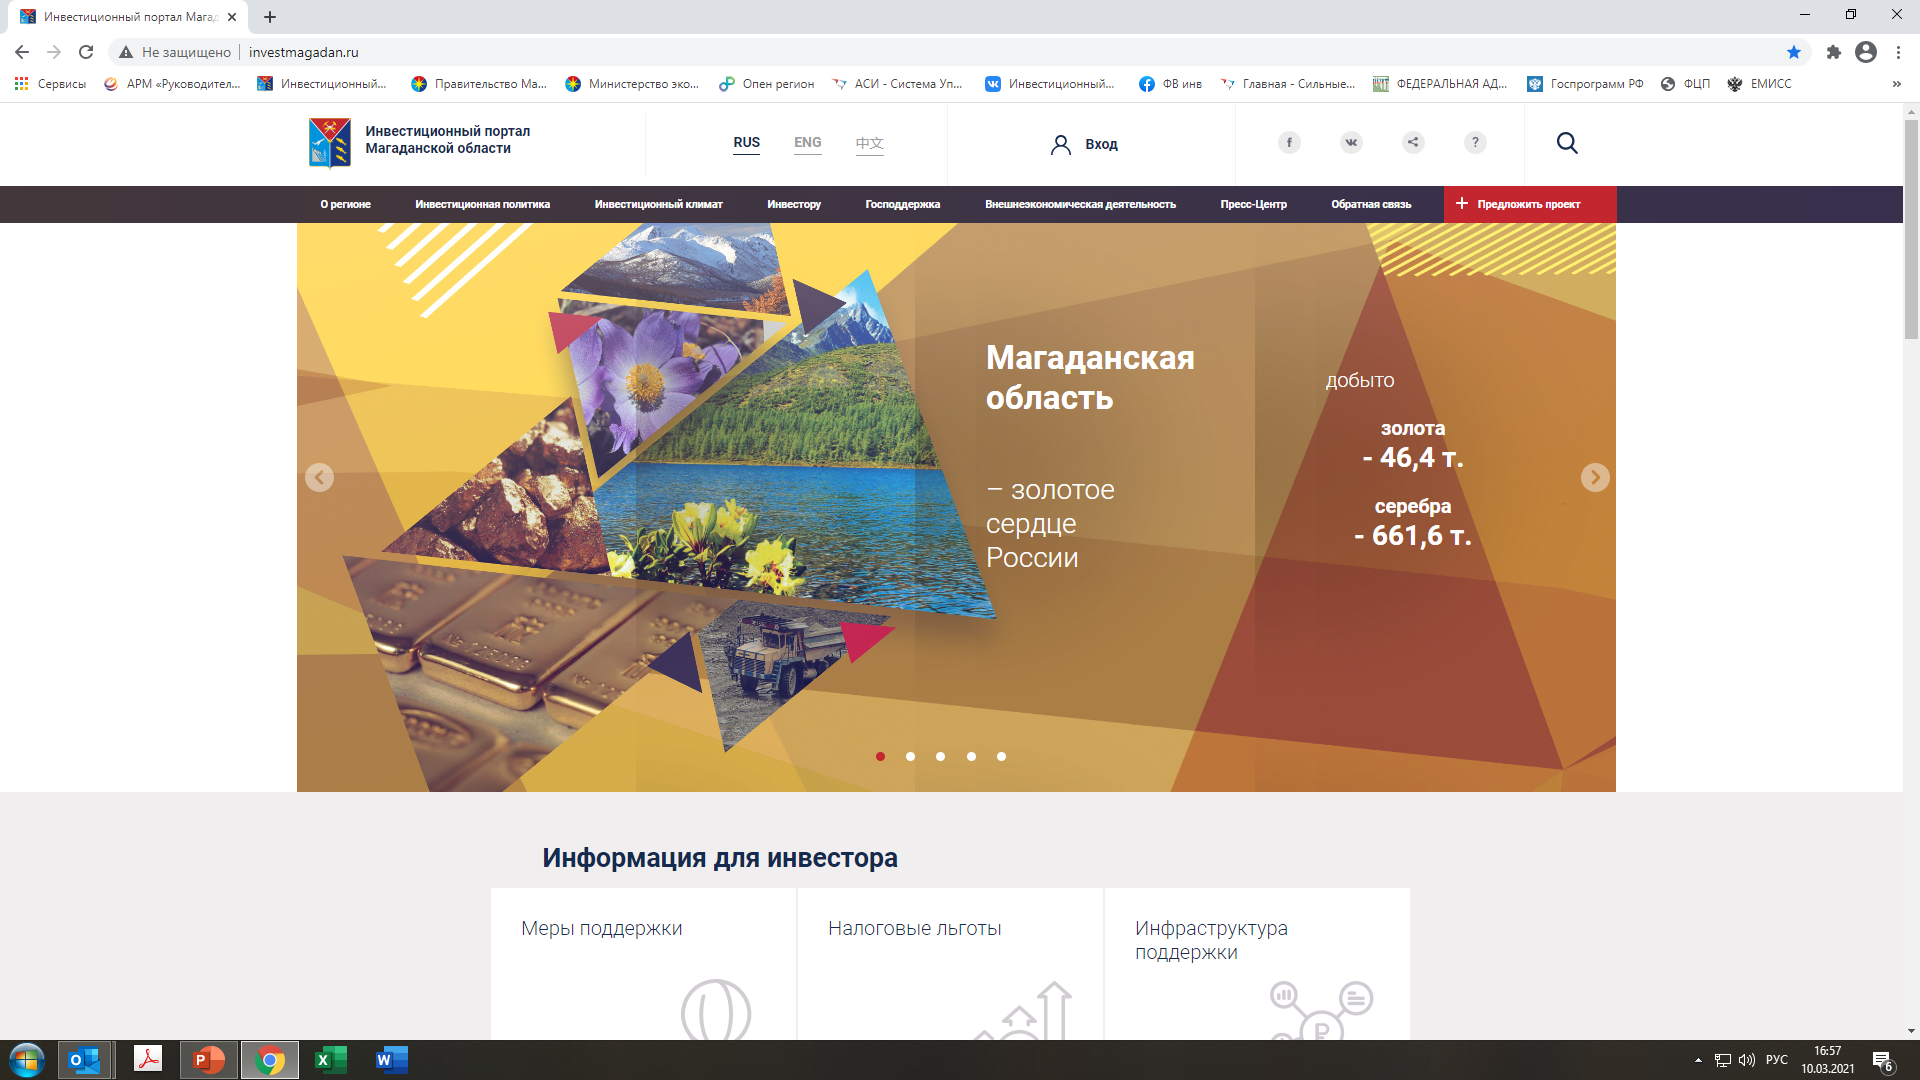 Инвестиционный портал Магад
Не защищено
investmagadan.ru
Сервисы
АРМ «Руководител...
Инвестиционный...
Правительство Ма...
Министерство эко...
Опен регион
АСИ - Система Уп...
Инвестиционный...
ФВ инв
Главная - Сильные...
ФЕДЕРАЛЬНАЯ АД...
Госпрограмм РФ
ФЦП
ЕМИСС
Инвестиционный портал
Магаданской области
RUS
ENG
中文
Вход
О регионе
Инвестиционная политика
Инвестиционный климат
Инвестору
Господдержка
Внешнеэкономическая деятельность
Пресс-Центр
Обратная связь
Предложить проект
Магаданская
область
– золотое
сердце
России
добыто
золота
- 46,4 т.
серебра
- 661,6 т.
Информация для инвестора
Меры поддержки
Налоговые льготы
Инфраструктура
поддержки
РУС
16:57
10.03.2021
6